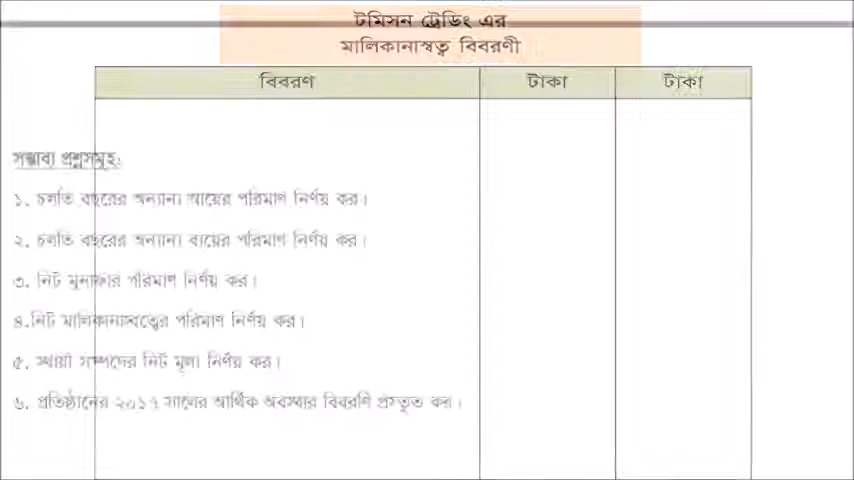 টমিসন ট্রেডিং এর
মালিকানাস্বত্ব বিবরণী
বিবরণ টাকা টাকা
সম্ভাব্য প্রশ্নসমূহ:
১. চলতি বছরের অন্যান্য আয়ের পরিমাণ নির্ণয় কর।
২. চলতি বছরের অন্যান্য ব্যয়ের পরিমাণ নির্ণয় কর।
৩. নিট মুনাফার পরিমাণ নির্ণয় কর।
৪.নিট মালিকানাস্বত্বের পরিমাণ নির্ণয় কর।
৫. স্থায়ী সম্পদের নিট মূল্য নির্ণয় কর।
৬. প্রতিষ্ঠানের ২০১৭ সালের আর্থিক অবস্থার বিবরণি প্রস্তুত কর।